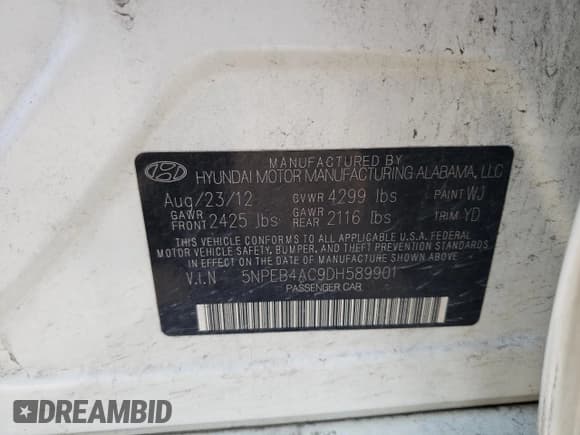 MANUFACTURED BY
HYUNDAI MOTOR MANUFACTURING ALABAMA, LLC
Aug/23/12 GVWR 4299 lbs PAINT WJ
GAWR FRONT 2425 lbs GAWR REAR 2116 lbs TRIM YD
THIS VEHICLE CONFORMS TO ALL APPLICABLE U.S.A. FEDERAL
MOTOR VEHICLE SAFETY, BUMPER, AND THEFT PREVENTION STANDARDS
IN EFFECT ON THE DATE OF MANUFACTURE SHOWN ABOVE.
V.I.N 5NPEB4AC9DH589901
PASSENGER CAR
DREAMBID